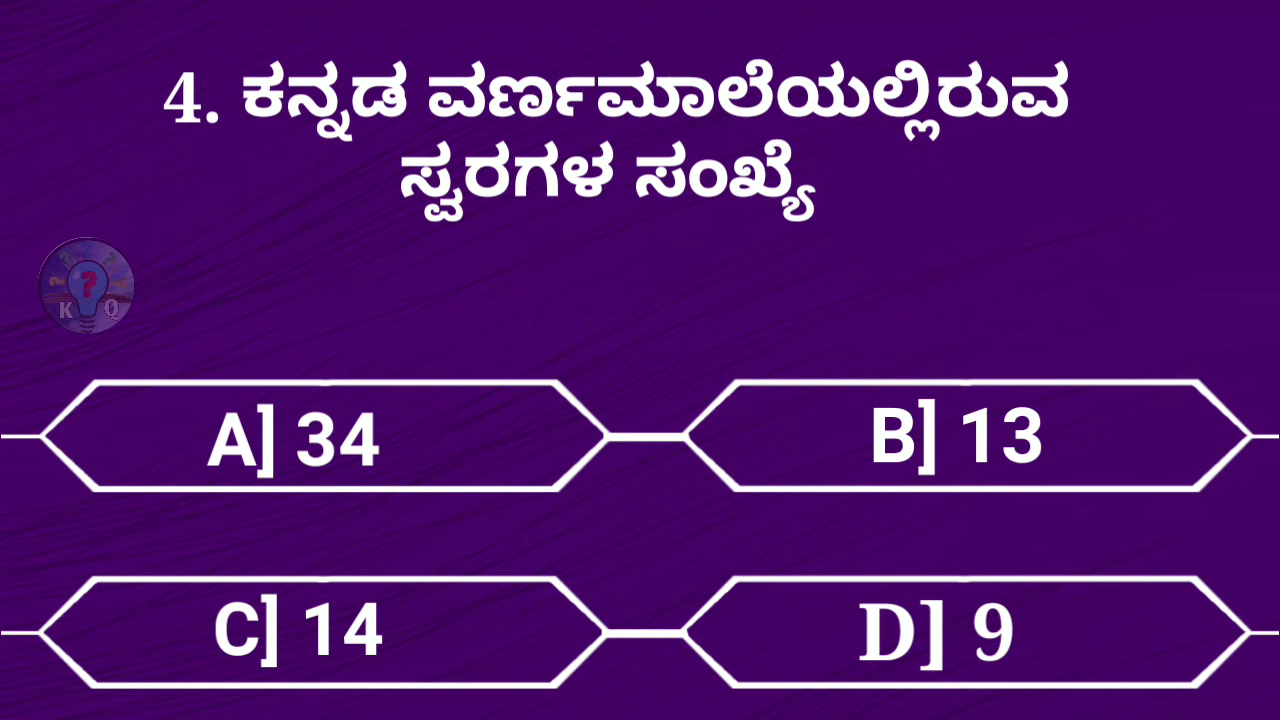 4. ಕನ್ನಡ ವರ್ಣಮಾಲೆಯಲ್ಲಿರುವ
ಸ್ವರಗಳ ಸಂಖ್ಯೆ
? ? ? ? ?
?
K Q
A] 34
B] 13
C] 14
D] 9